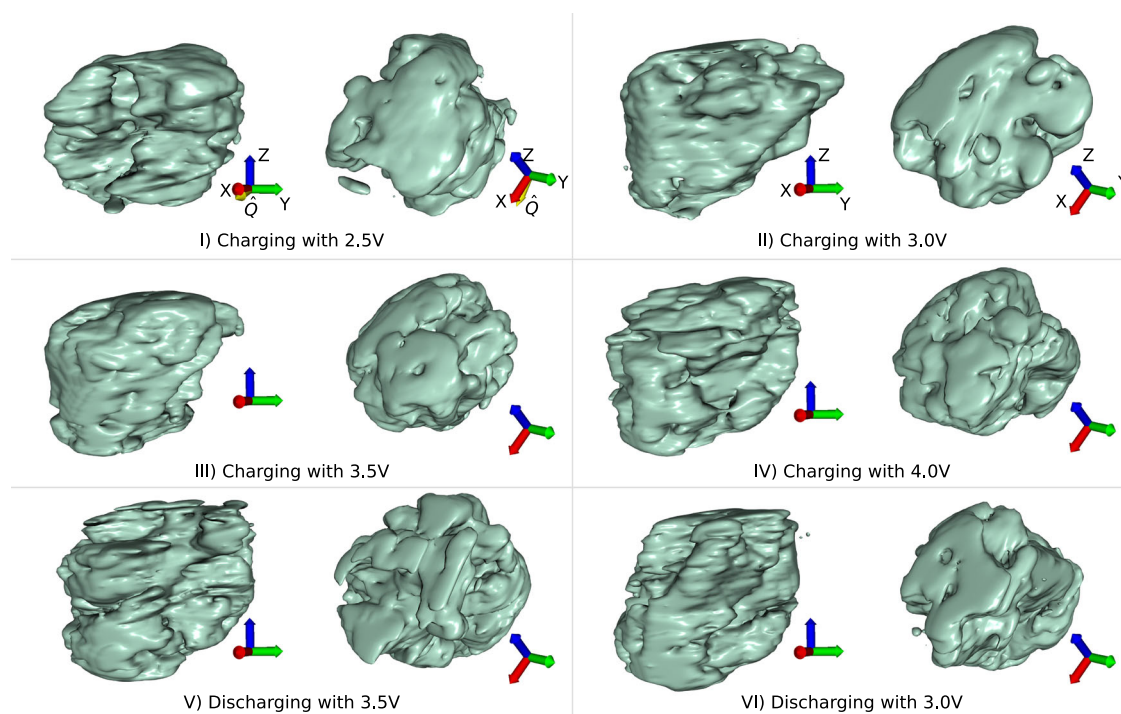 Z
X
Y
Q̂
Z
Y
X
Q̂
I) Charging with 2.5V
Z
X
Y
Z
Y
X
II) Charging with 3.0V
III) Charging with 3.5V
IV) Charging with 4.0V
V) Discharging with 3.5V
VI) Discharging with 3.0V